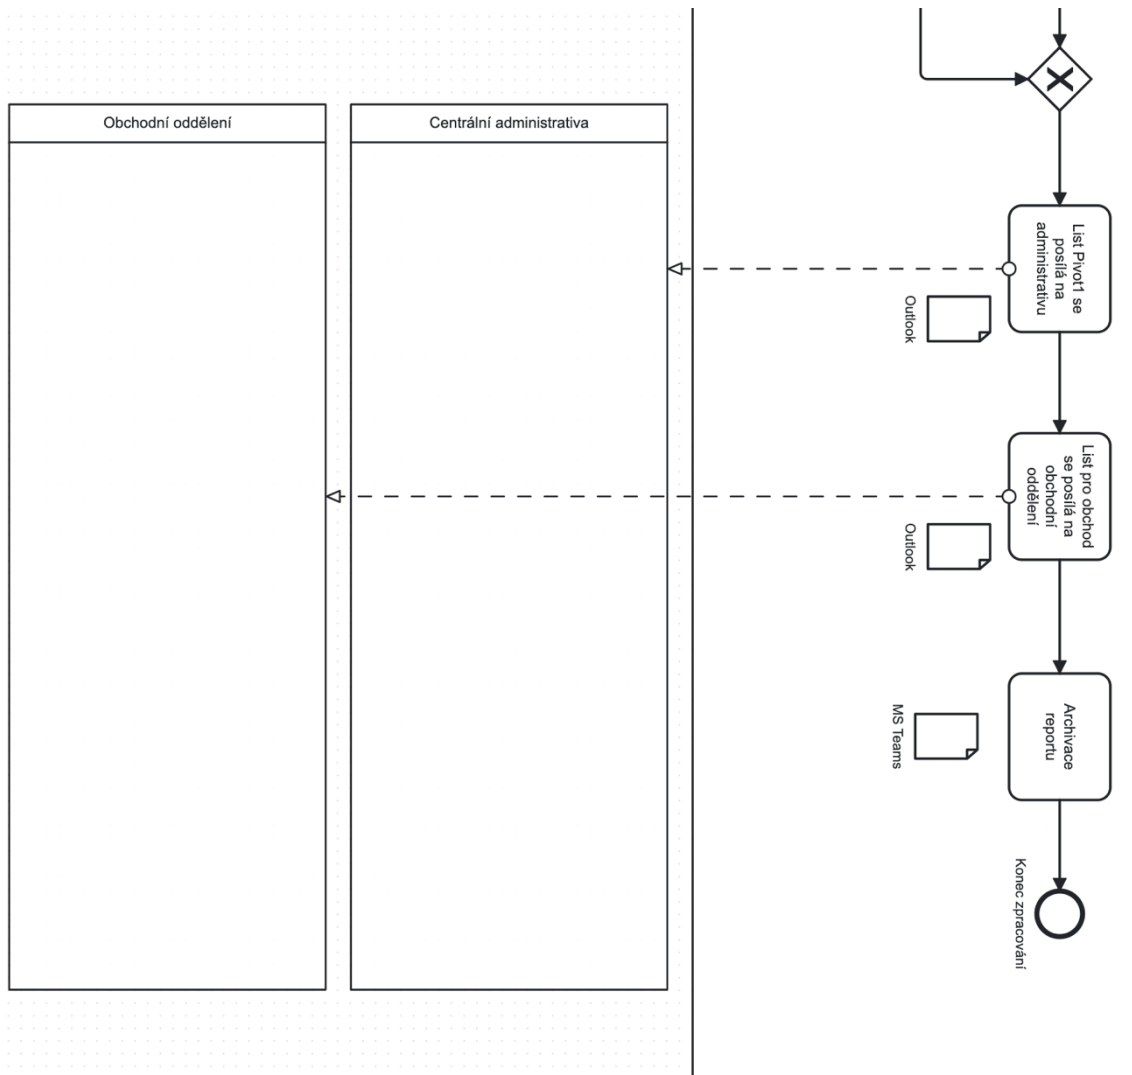 Obchodní oddělení
Centrální administrativa
List Pivot1 se
posílá na
administrativu
Outlook
List pro obchod
se posílá na
obchodní
oddělení
Outlook
Archivace
reportu
MS Teams
Konec zpracování